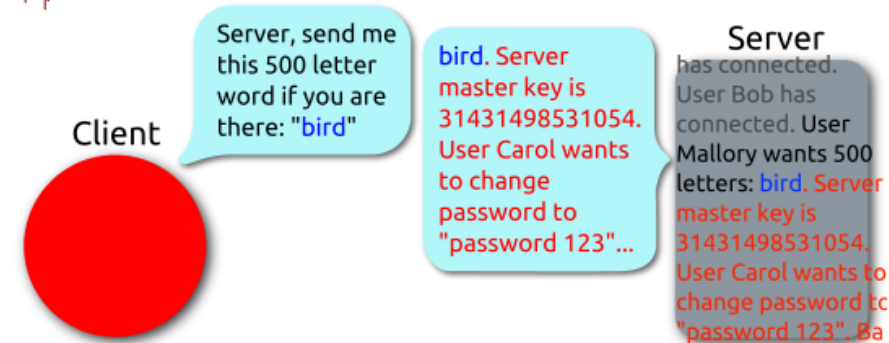 Client
Server, send me
this 500 letter
word if you are
there: "bird"
bird. Server
master key is
31431498531054.
User Carol wants
to change
password to
"password 123"...
Server
has connected.
User Bob has
connected. User
Mallory wants 500
letters: bird. Server
master key is
31431498531054.
User Carol wants to
change password to
"password 123". Ba